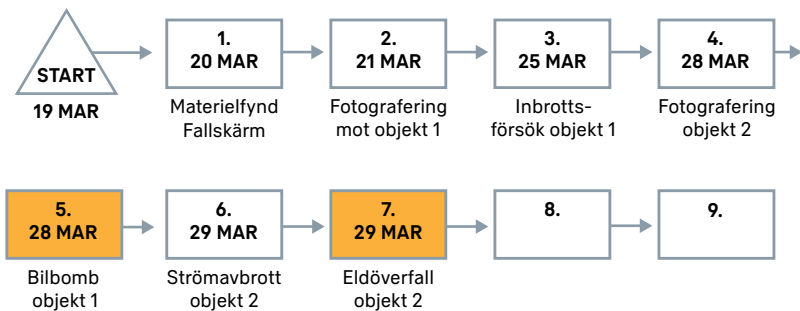 START
19 MAR
1.
20 MAR
Materielfynd
Fallskärm
2.
21 MAR
Fotografering
mot objekt 1
3.
25 MAR
Inbrotts-
försök objekt 1
4.
28 MAR
Fotografering
objekt 2
5.
28 MAR
Bilbomb
objekt 1
6.
29 MAR
Strömavbrott
objekt 2
7.
29 MAR
Eldöverfall
objekt 2
8.
9.